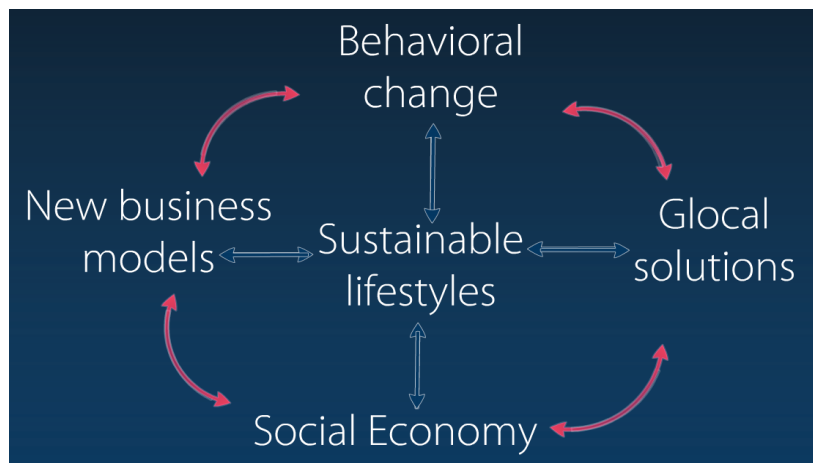 Behavioral
change
New business
models
Sustainable
lifestyles
Glocal
solutions
Social Economy